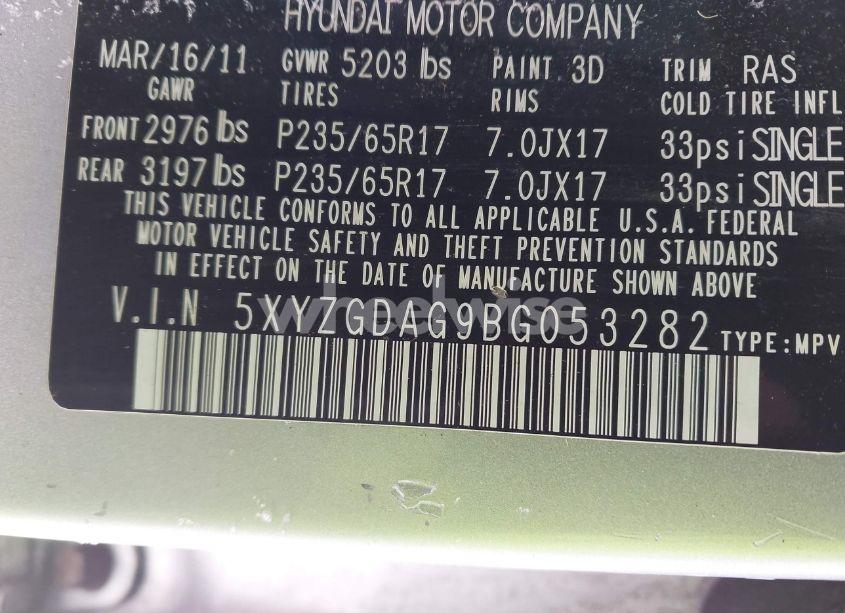 HYUNDAI MOTOR COMPANY
MAR/16/11 GVWR 5203 lbs PAINT 3D TRIM RAS
GAWR TIRES RIMS COLD TIRE INFL
FRONT 2976 lbs P235/65R17 7.0JX17 33psi SINGLE
REAR 3197 lbs P235/65R17 7.0JX17 33psi SINGLE
THIS VEHICLE CONFORMS TO ALL APPLICABLE U.S.A. FEDERAL
MOTOR VEHICLE SAFETY AND THEFT PREVENTION STANDARDS
IN EFFECT ON THE DATE OF MANUFACTURE SHOWN ABOVE
V.I.N 5XYZGDAG9BG053282 TYPE:MPV
wheelwise